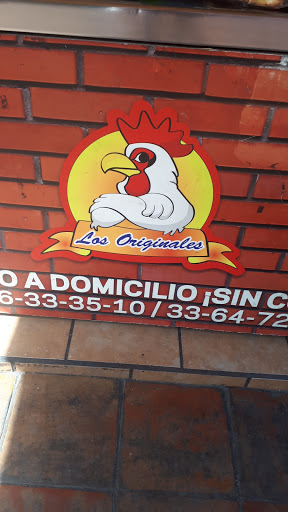 Los Originales
O A DOMICILIO ¡SIN C
6-33-35-10 / 33-64-72